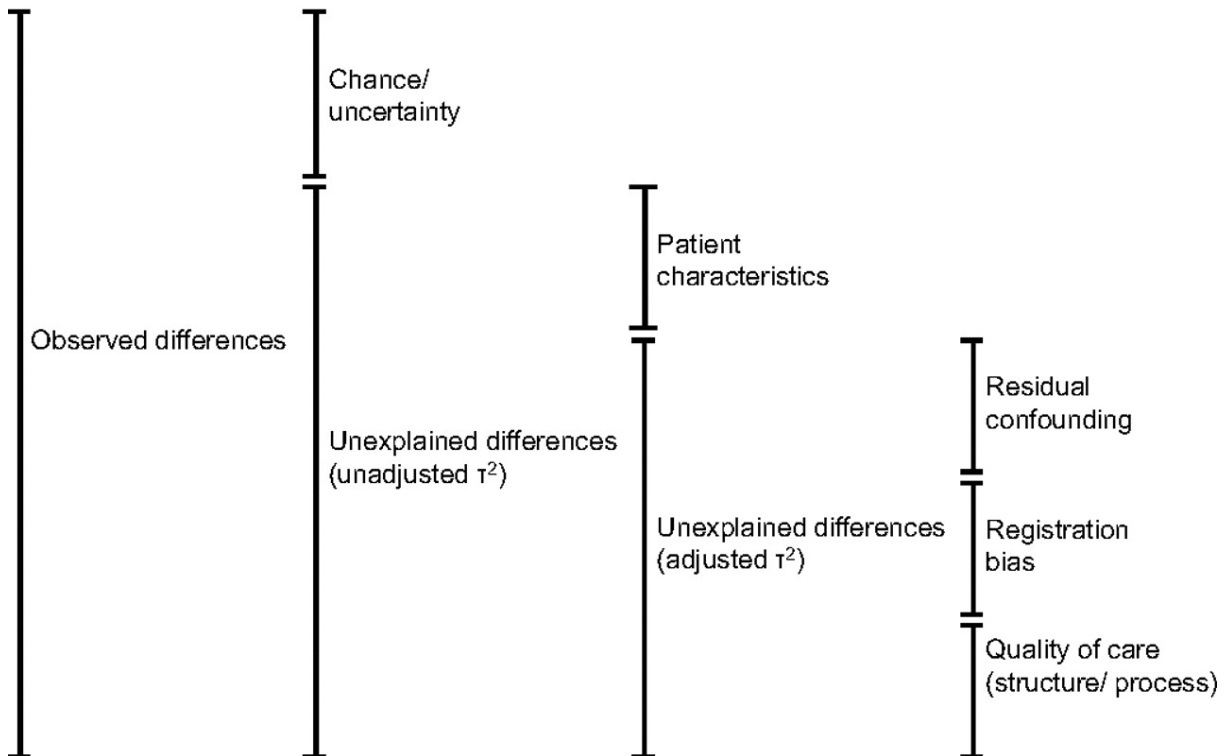 Chance/
uncertainty
Patient
characteristics
Observed differences
Residual
confounding
Unexplained differences
(unadjusted τ²)
Unexplained differences
(adjusted τ²)
Registration
bias
Quality of care
(structure/ process)